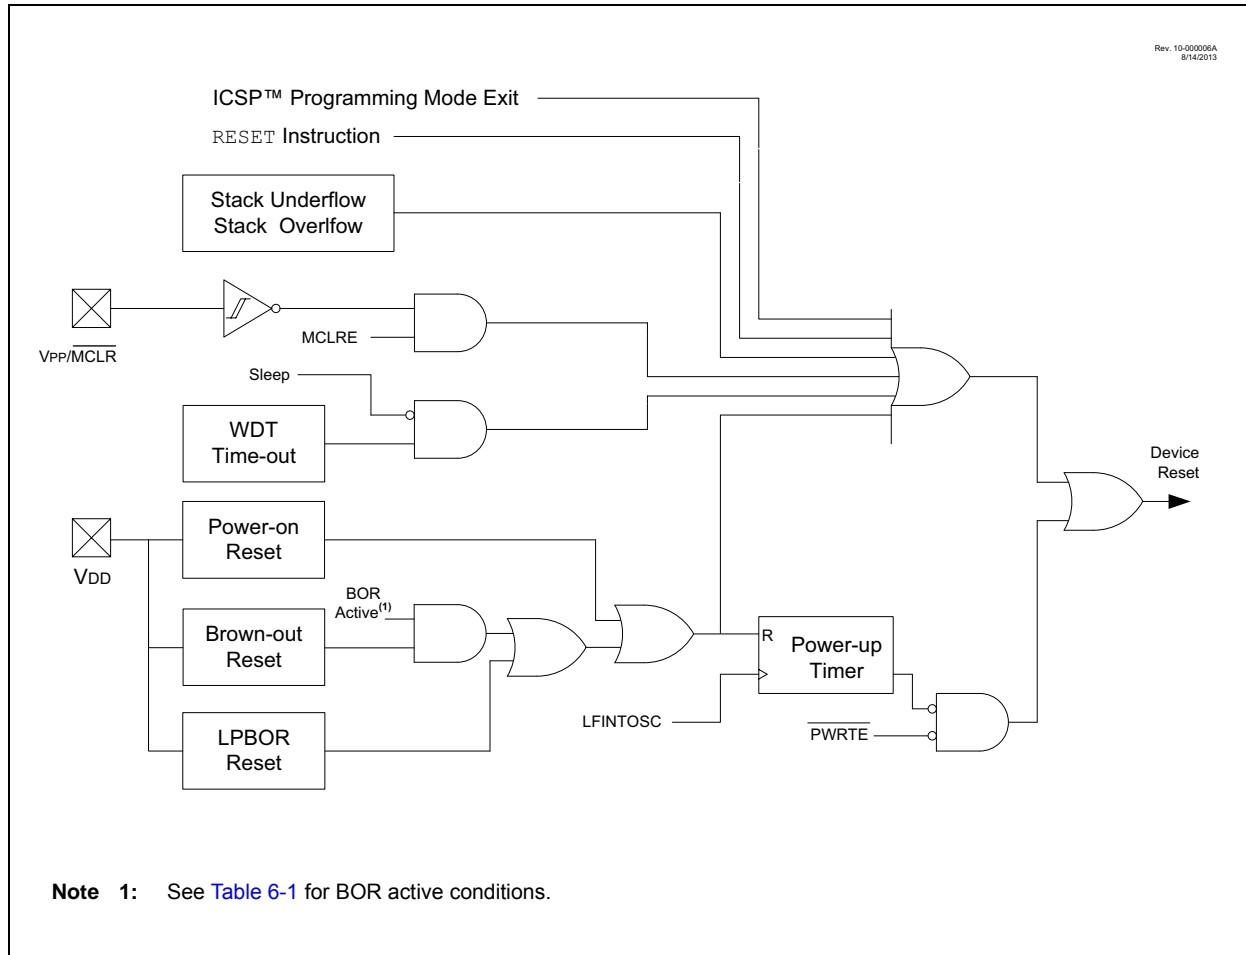 Rev. 10-000006A
8/14/2013
ICSP™ Programming Mode Exit
RESET Instruction
Stack Underflow
Stack Overlfow
MCLRE
VPP/MCLR
Sleep
WDT
Time-out
Device
Reset
Power-on
Reset
VDD
BOR
Active(1)
Brown-out
Reset
R
Power-up
Timer
LFINTOSC
PWRTE
LPBOR
Reset
Note 1: See Table 6-1 for BOR active conditions.